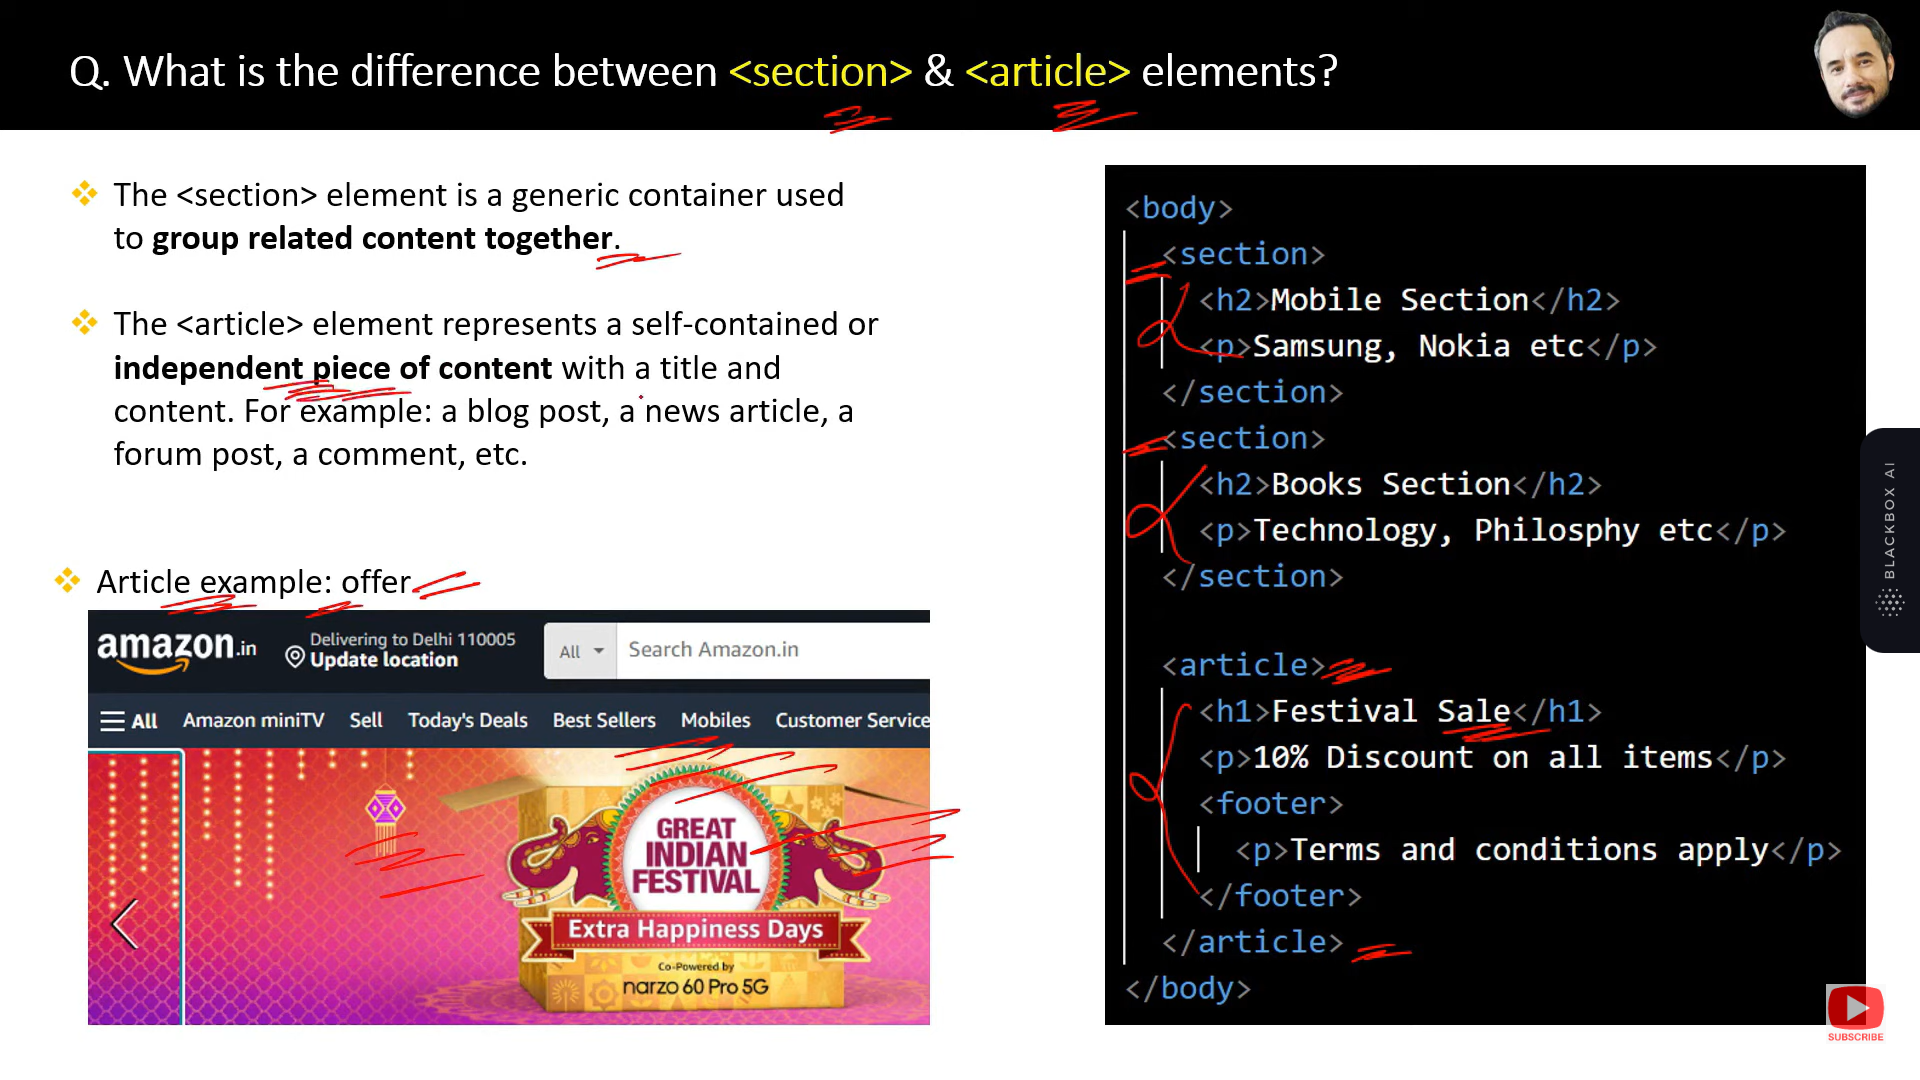 Q. What is the difference between <section> & <article> elements?
The <section> element is a generic container used
to group related content together.
The <article> element represents a self-contained or
independent piece of content with a title and
content. For example: a blog post, a news article, a
forum post, a comment, etc.
Article example: offer
amazon.in
Delivering to Delhi 110005
Update location
All
Search Amazon.in
All
Amazon miniTV
Sell
Today's Deals
Best Sellers
Mobiles
Customer Service
GREAT
INDIAN
FESTIVAL
Extra Happiness Days
Co-Powered by
narzo 60 Pro 5G
<body>
<section>
<h2>Mobile Section</h2>
<p>Samsung, Nokia etc</p>
</section>
<section>
<h2>Books Section</h2>
<p>Technology, Philosphy etc</p>
</section>
<article>
<h1>Festival Sale</h1>
<p>10% Discount on all items</p>
<footer>
<p>Terms and conditions apply</p>
</footer>
</article>
</body>
BLACKBOX AI
SUBSCRIBE